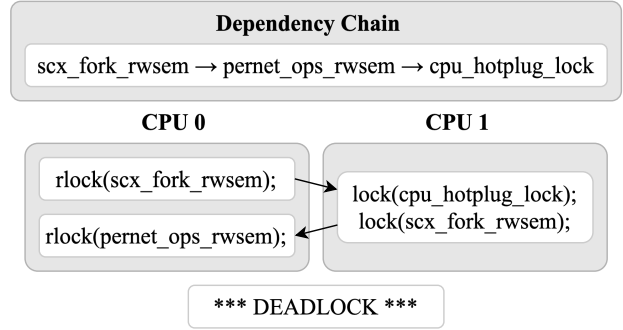 Dependency Chain
scx_fork_rwsem → pernet_ops_rwsem → cpu_hotplug_lock
CPU 0
CPU 1
rlock(scx_fork_rwsem);
lock(cpu_hotplug_lock);
lock(scx_fork_rwsem);
rlock(pernet_ops_rwsem);
*** DEADLOCK ***